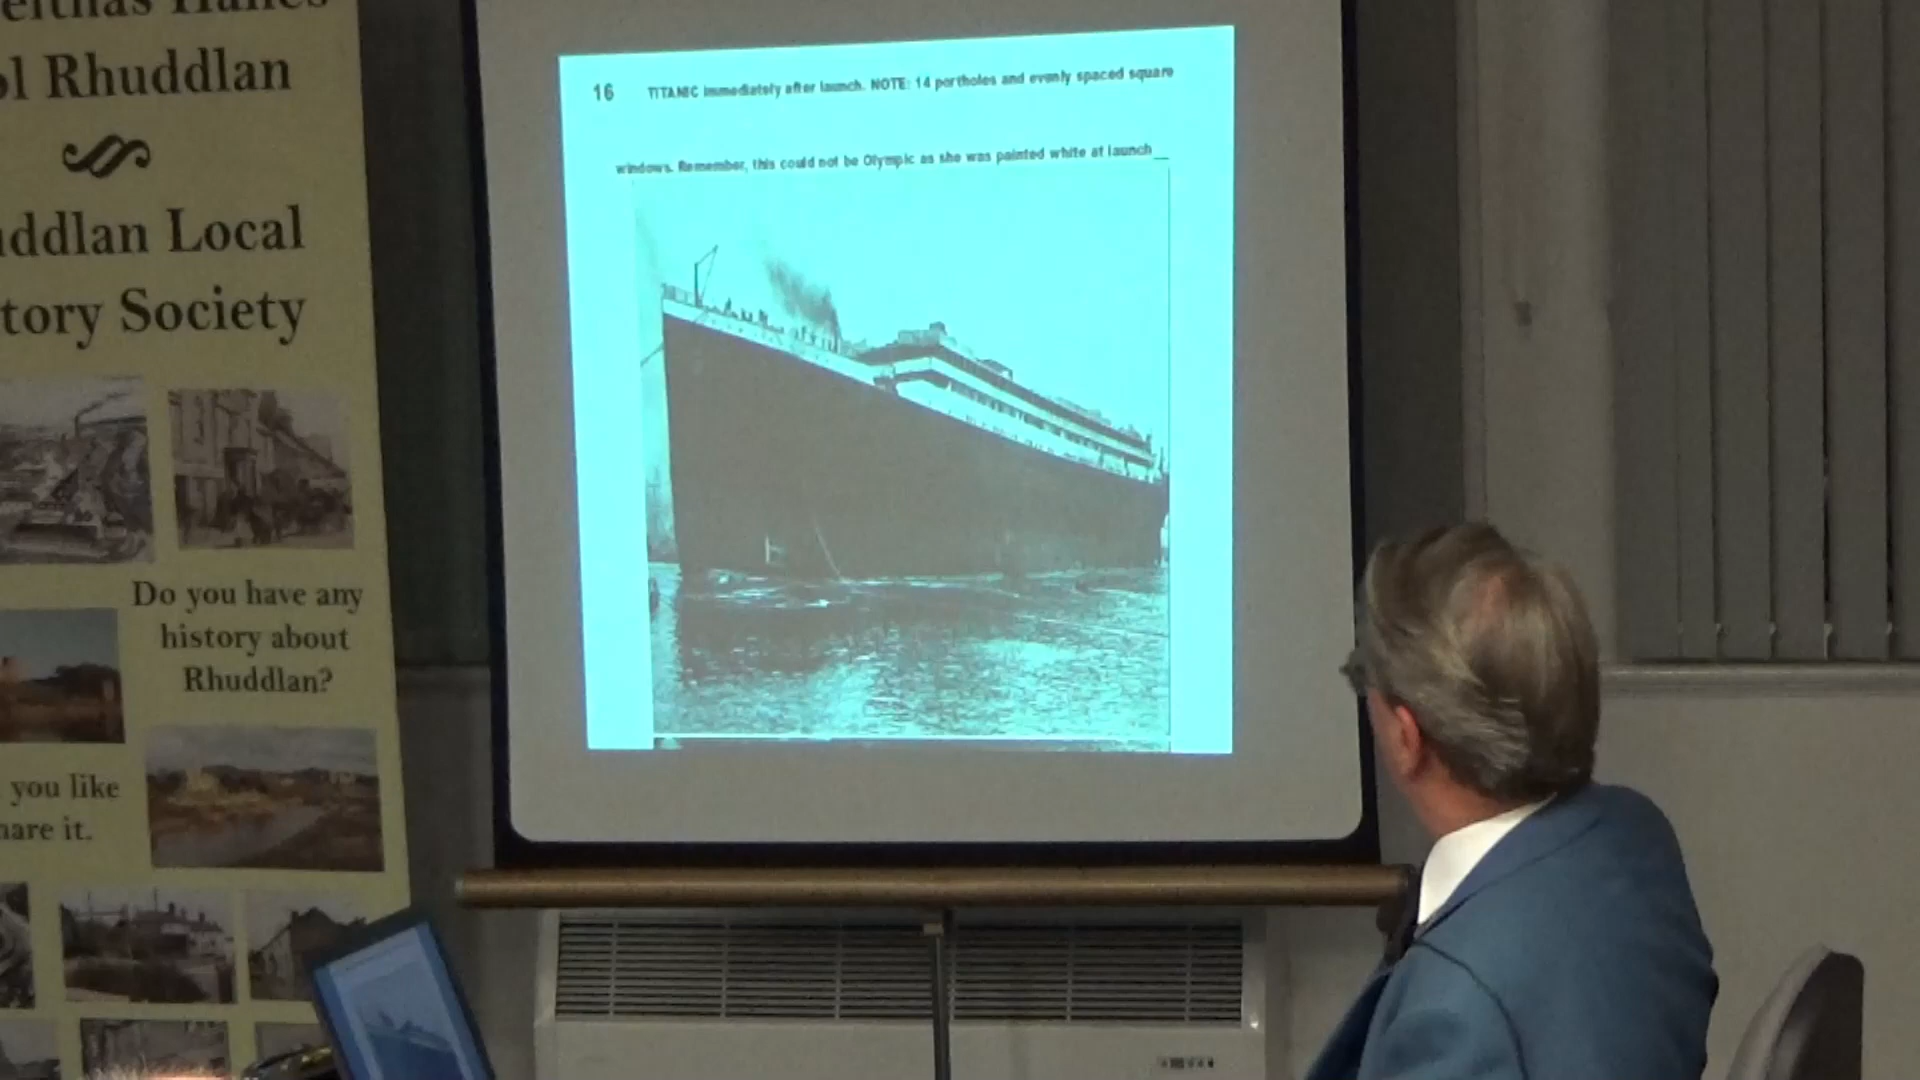 ol Rhuddlan
ddlan Local
tory Society
Do you have any
history about
Rhuddlan?
you like
are it.
16 TITANIC immediately after launch. NOTE: 14 portholes and evenly spaced square
windows. Remember, this could not be Olympic as she was painted white at launch